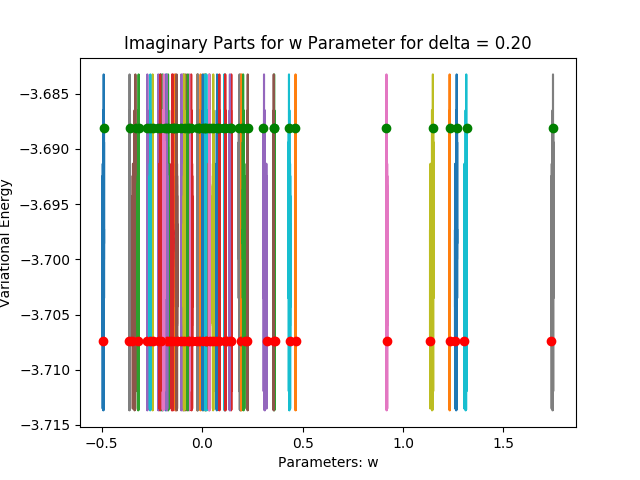 Imaginary Parts for w Parameter for delta = 0.20
Variational Energy
−3.685
−3.690
−3.695
−3.700
−3.705
−3.710
−3.715
−0.5 0.0 0.5 1.0 1.5
Parameters: w